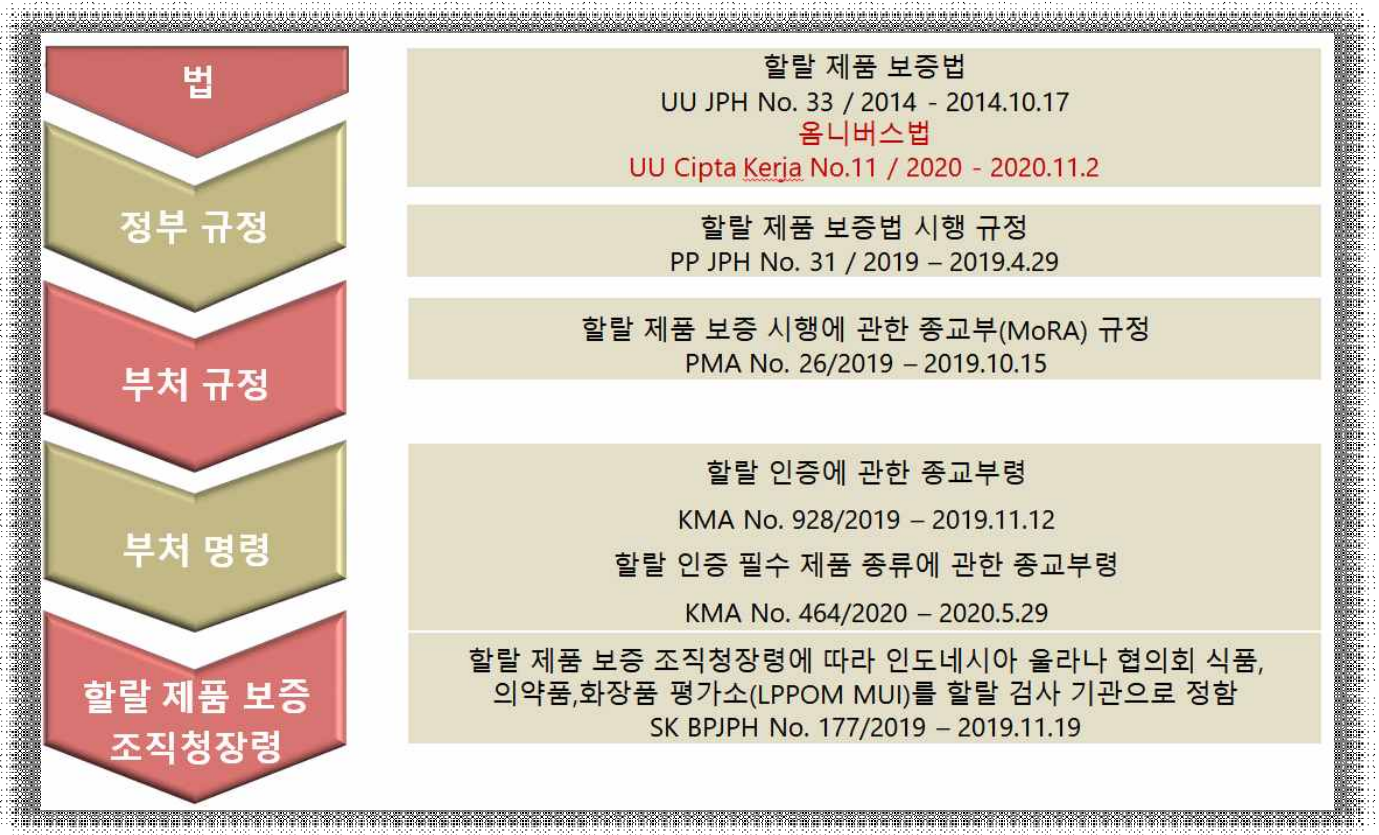 법
할랄 제품 보증법
UU JPH No. 33 / 2014 - 2014.10.17
옴니버스법
UU Cipta Kerja No.11 / 2020 - 2020.11.2
정부 규정
할랄 제품 보증법 시행 규정
PP JPH No. 31 / 2019 – 2019.4.29
부처 규정
할랄 제품 보증 시행에 관한 종교부(MoRA) 규정
PMA No. 26/2019 – 2019.10.15
부처 명령
할랄 인증에 관한 종교부령
KMA No. 928/2019 – 2019.11.12
할랄 인증 필수 제품 종류에 관한 종교부령
KMA No. 464/2020 – 2020.5.29
할랄 제품 보증
조직청장령
할랄 제품 보증 조직청장령에 따라 인도네시아 울라나 협의회 식품,
의약품,화장품 평가소(LPPOM MUI)를 할랄 검사 기관으로 정함
SK BPJPH No. 177/2019 – 2019.11.19